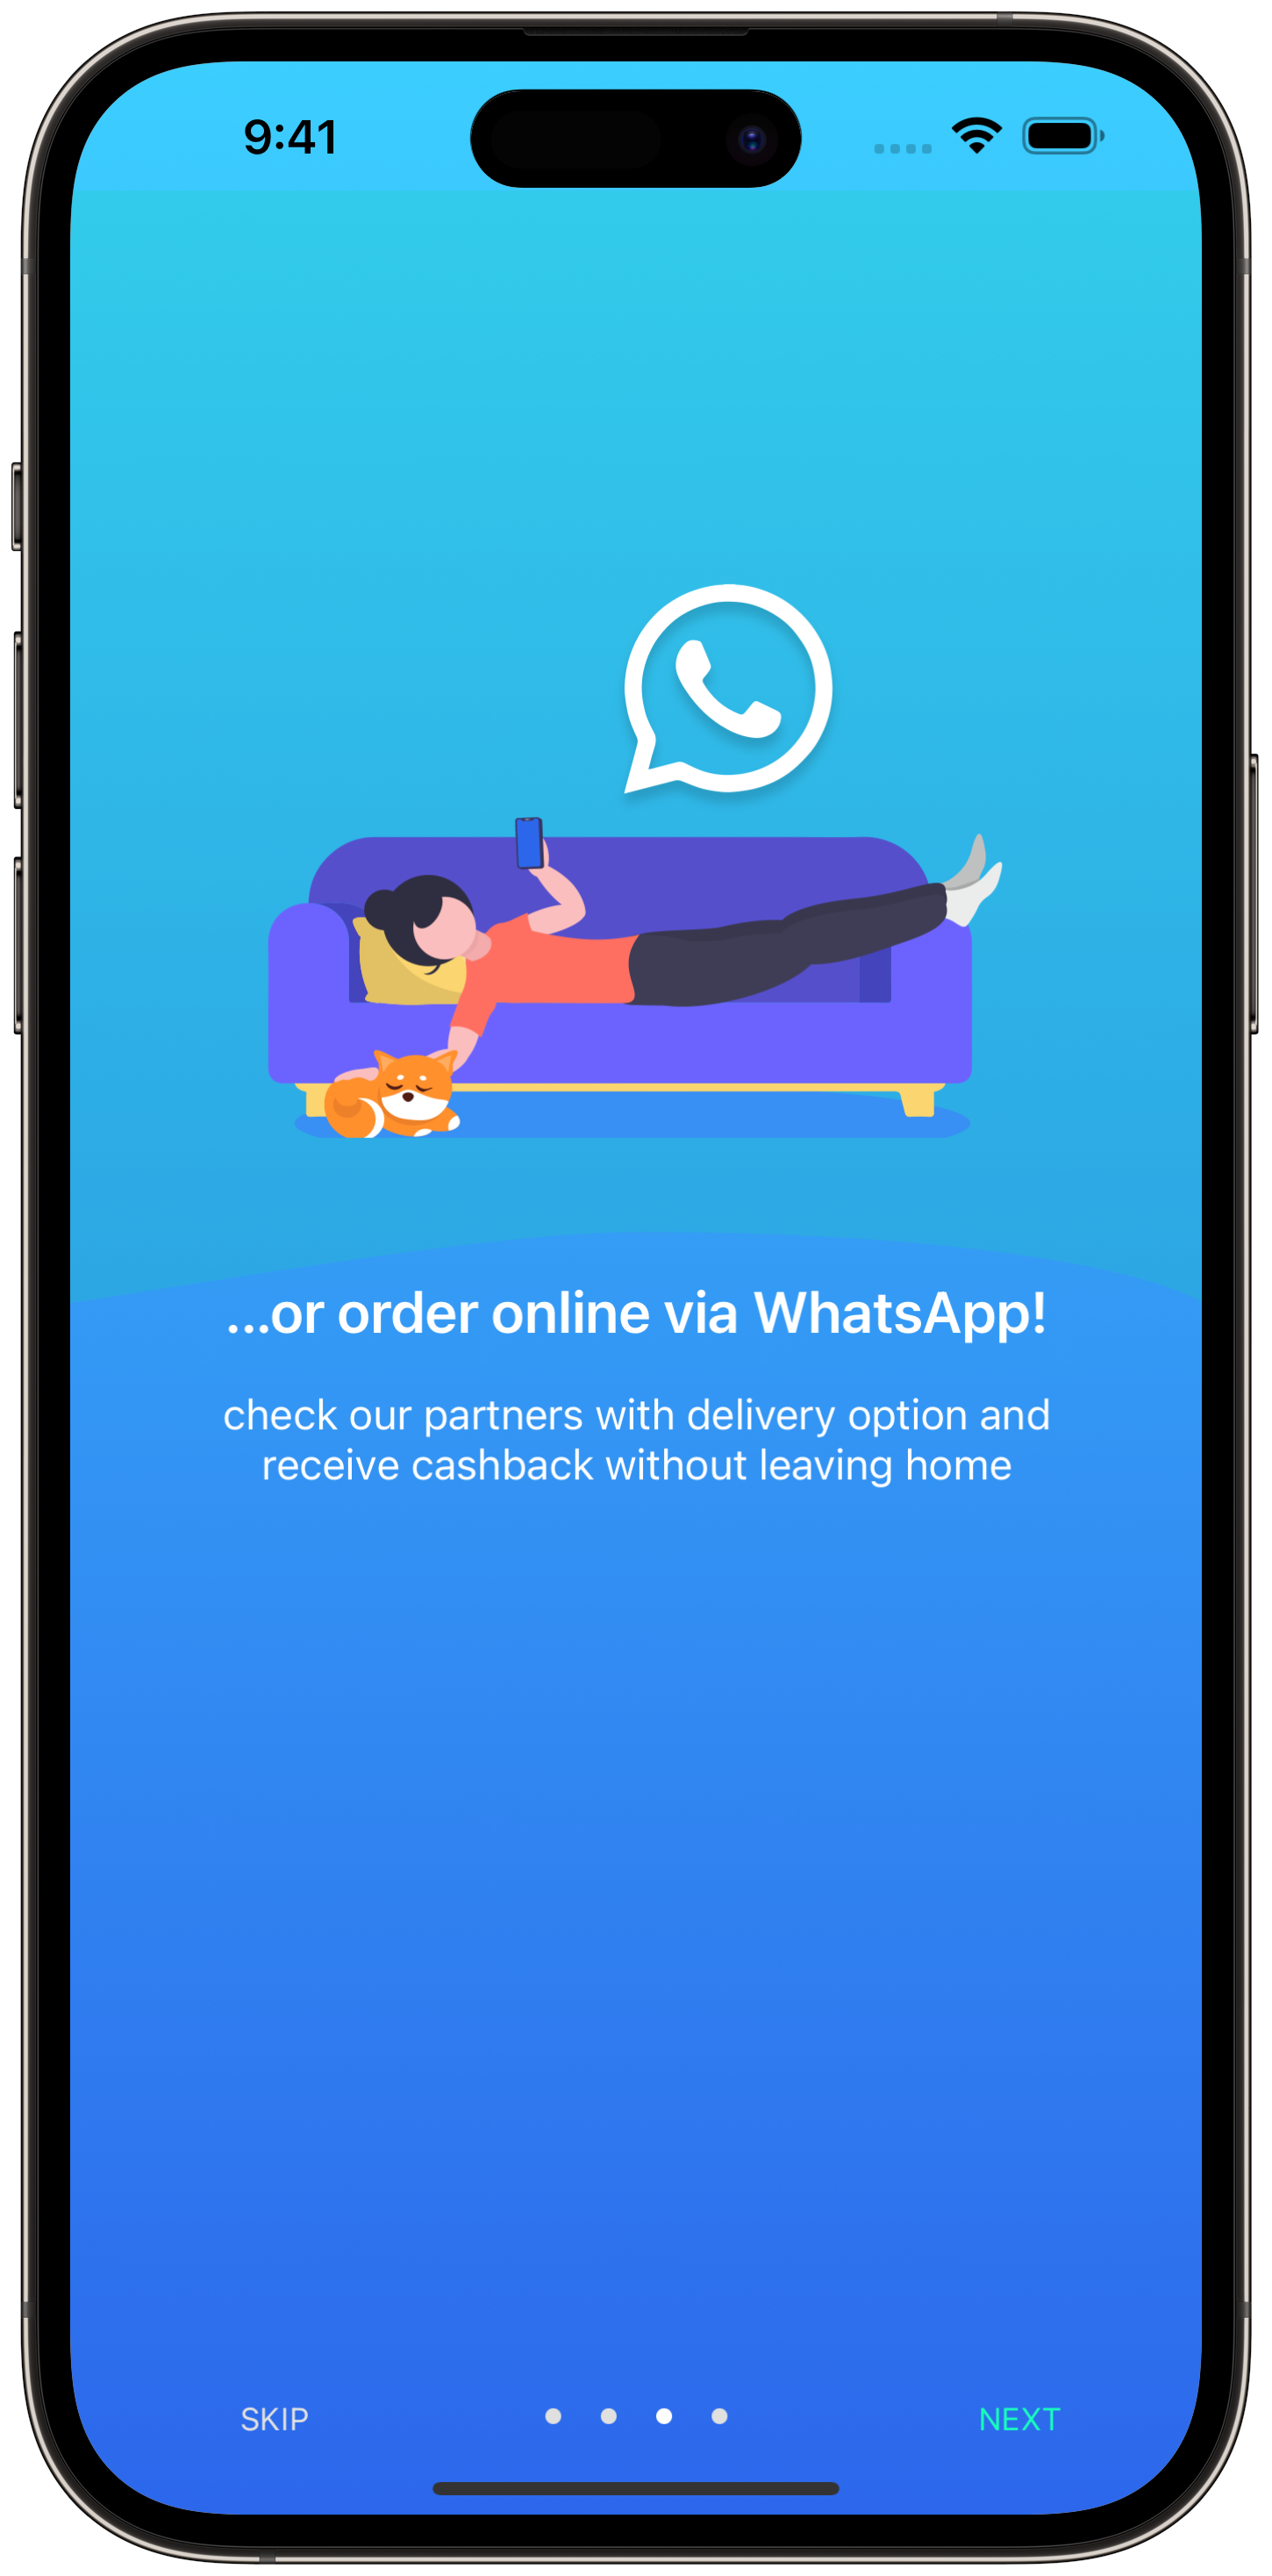 9:41
...or order online via WhatsApp!
check our partners with delivery option and
receive cashback without leaving home
SKIP
NEXT